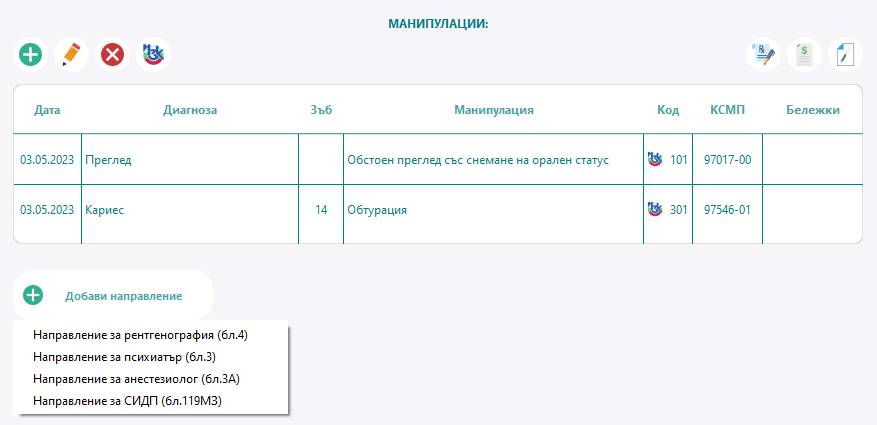 МАНИПУЛАЦИИ:
Дата Диагноза Зъб Манипулация Код КСМП Бележки
03.05.2023 Преглед Обстоен преглед със снемане на орален статус 101 97017-00
03.05.2023 Кариес 14 Обтурация 301 97546-01
Добави направление
Направление за рентгенография (бл.4)
Направление за психиатър (бл.3)
Направление за анестезиолог (бл.3А)
Направление за СИДП (бл.119МЗ)